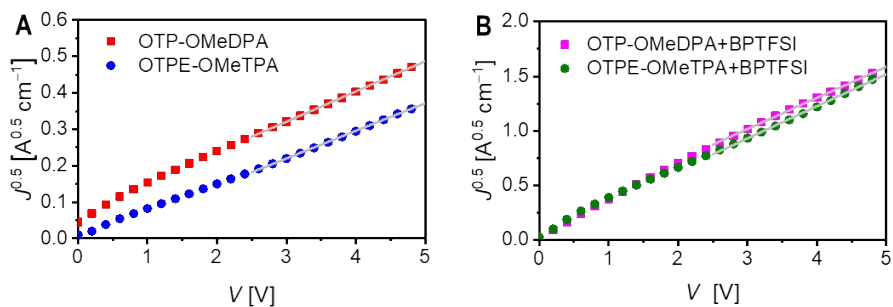 A
OTP-OMeDPA
OTPE-OMeTPA
J^0.5 [A^0.5 cm^−1]
0.6
0.5
0.4
0.3
0.2
0.1
0.0
0 1 2 3 4 5
V [V]
B
OTP-OMeDPA+BPTFSI
OTPE-OMeTPA+BPTFSI
J^0.5 [A^0.5 cm^−1]
2.0
1.5
1.0
0.5
0.0
0 1 2 3 4 5
V [V]